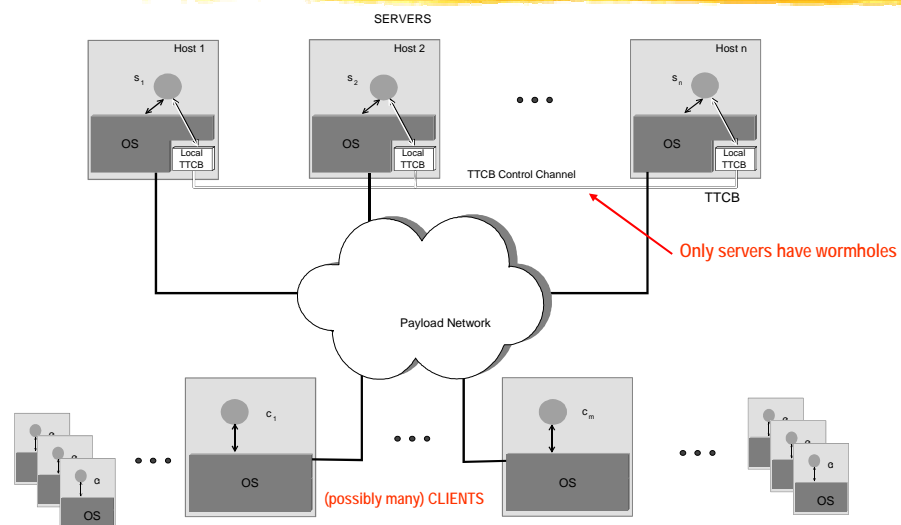 SERVERS
Host 1
Host 2
Host n
s1
s2
sn
OS
OS
OS
Local
TTCB
Local
TTCB
Local
TTCB
TTCB Control Channel
TTCB
Only servers have wormholes
Payload Network
c1
cm
OS
OS
(possibly many) CLIENTS
α
OS
α
OS